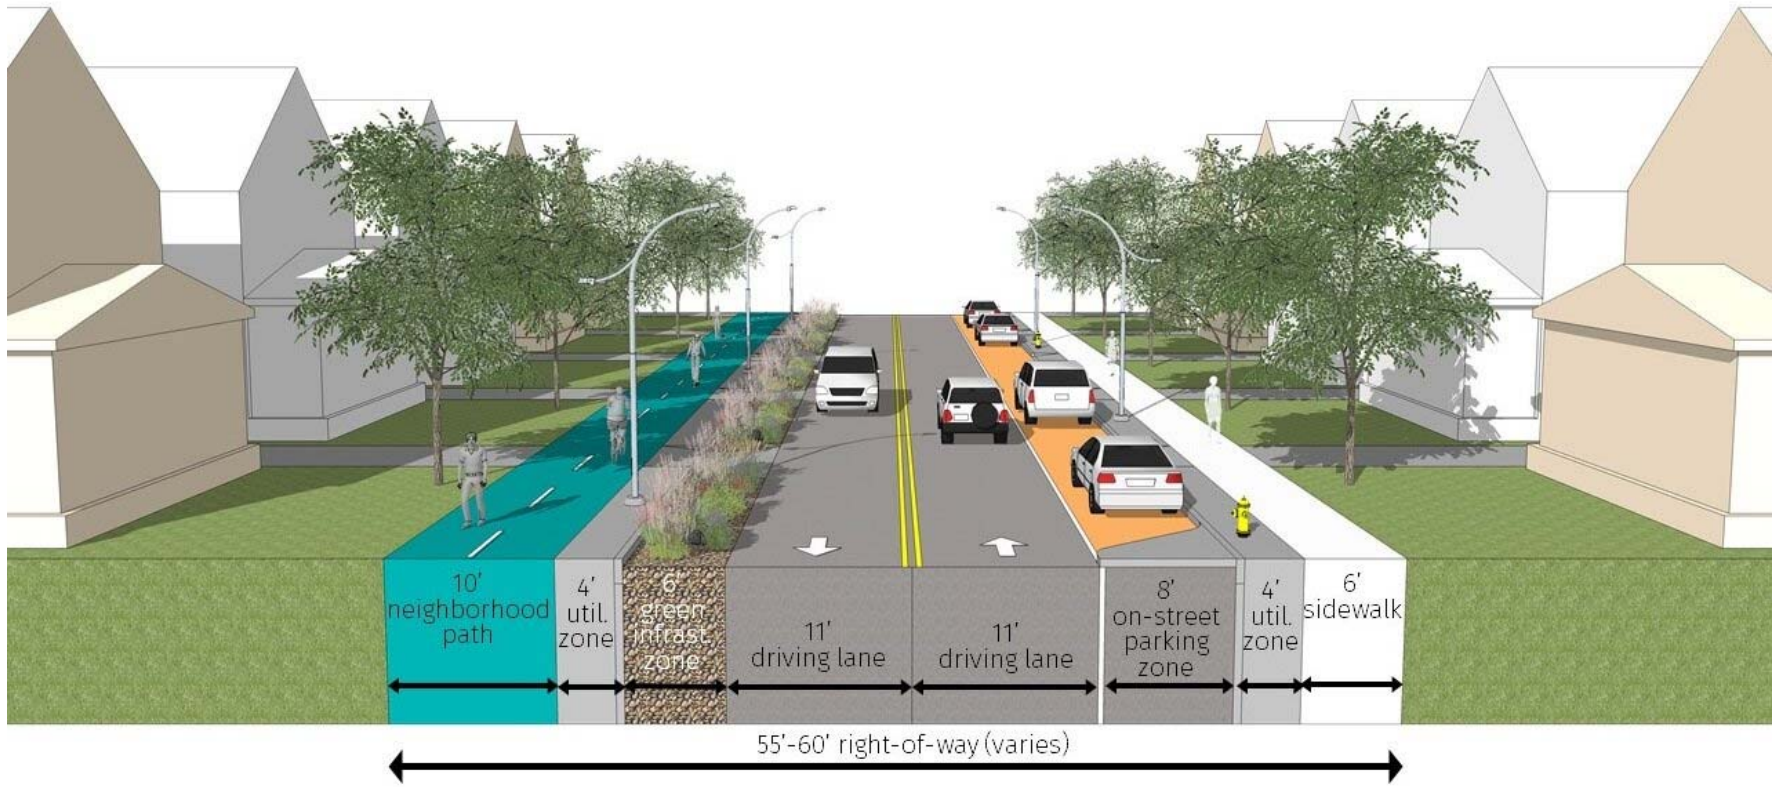 10'
neighborhood
path
4'
util.
zone
6'
green
infrast.
zone
11'
driving lane
11'
driving lane
8'
on-street
parking
zone
4'
util.
zone
6'
sidewalk
55'-60' right-of-way (varies)